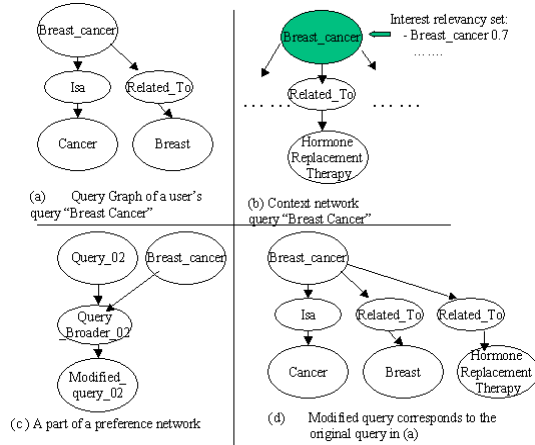 Breast_cancer
Isa
Related_To
Cancer
Breast
(a) Query Graph of a user's
query "Breast Cancer"
Breast_cancer
Interest relevancy set:
- Breast_cancer 0.7
... ....
Related_To
... ...
... ...
Hormone
Replacement
Therapy
(b) Context network
query "Breast Cancer"
Query_02
Breast_cancer
Query
_Broader_02
Modified_
query_02
(c) A part of a preference network
Breast_cancer
Isa
Related_To
Related_To
Cancer
Breast
Hormone
Replacement
Therapy
(d) Modified query corresponds to the
original query in (a)